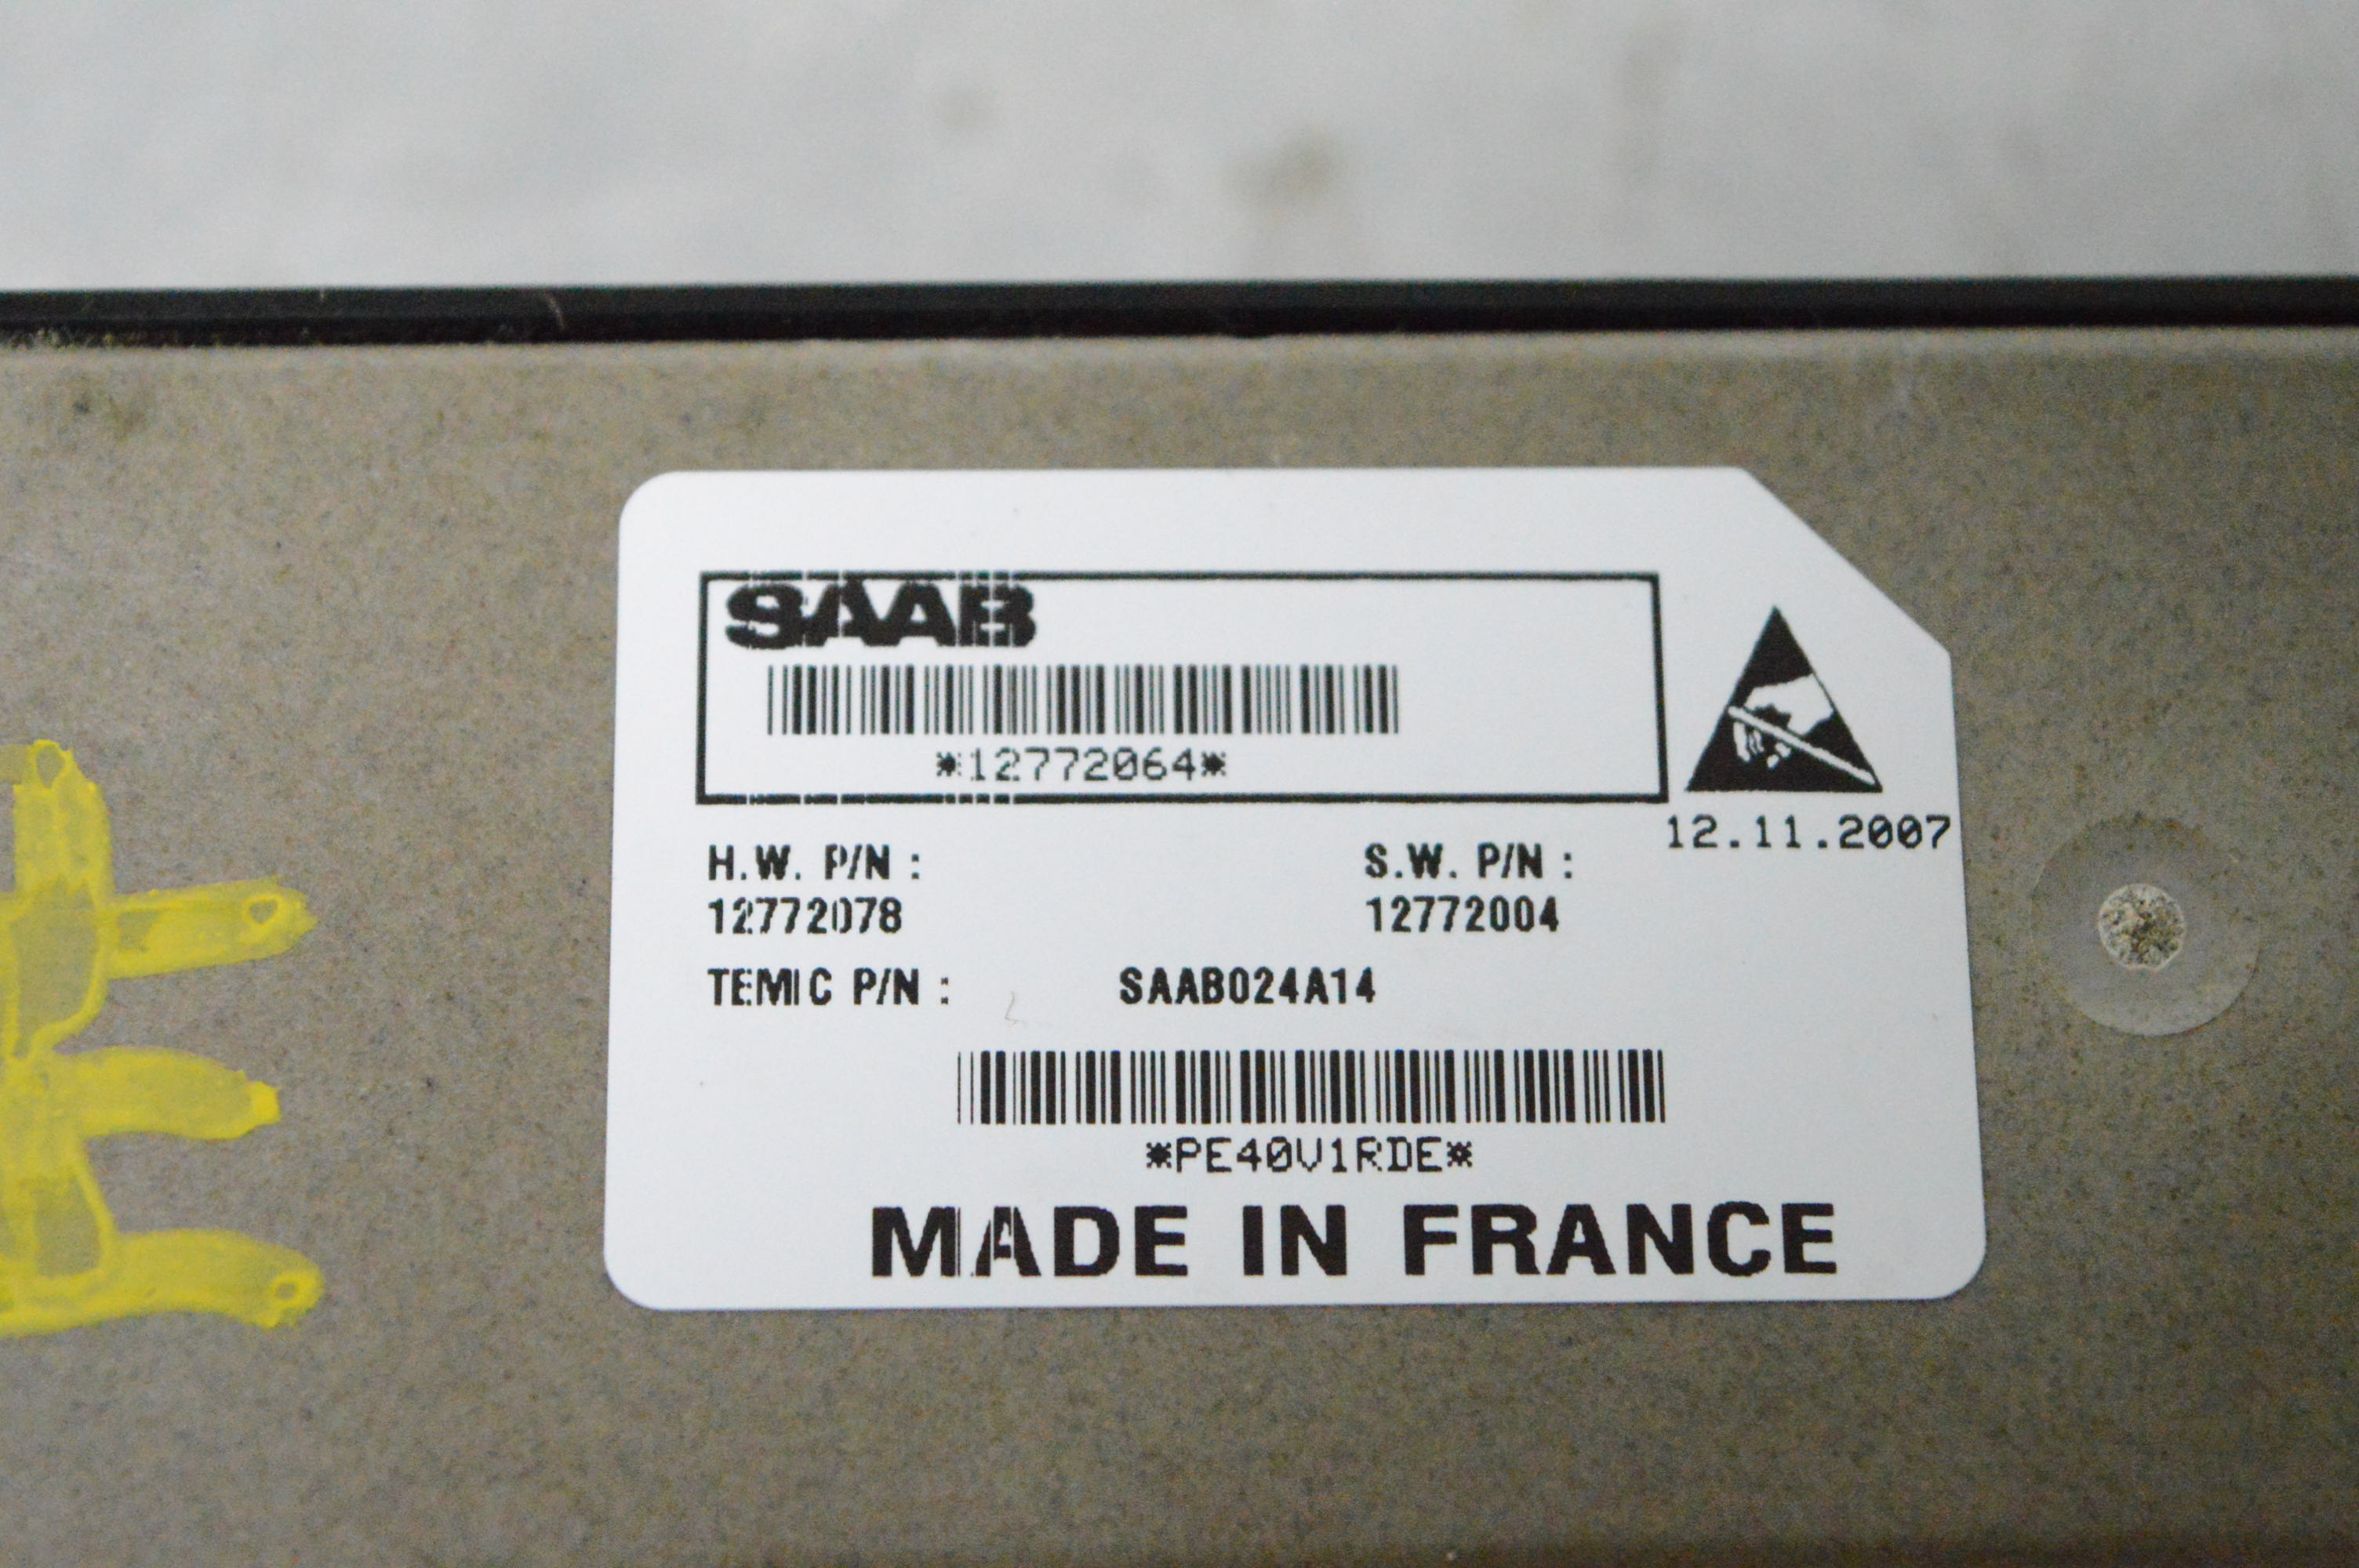 SAAB
*12772064*
12.11.2007
H.W. P/N : S.W. P/N :
12772078 12772004
TEMIC P/N : SAAB024A14
*PE40V1RDE*
MADE IN FRANCE